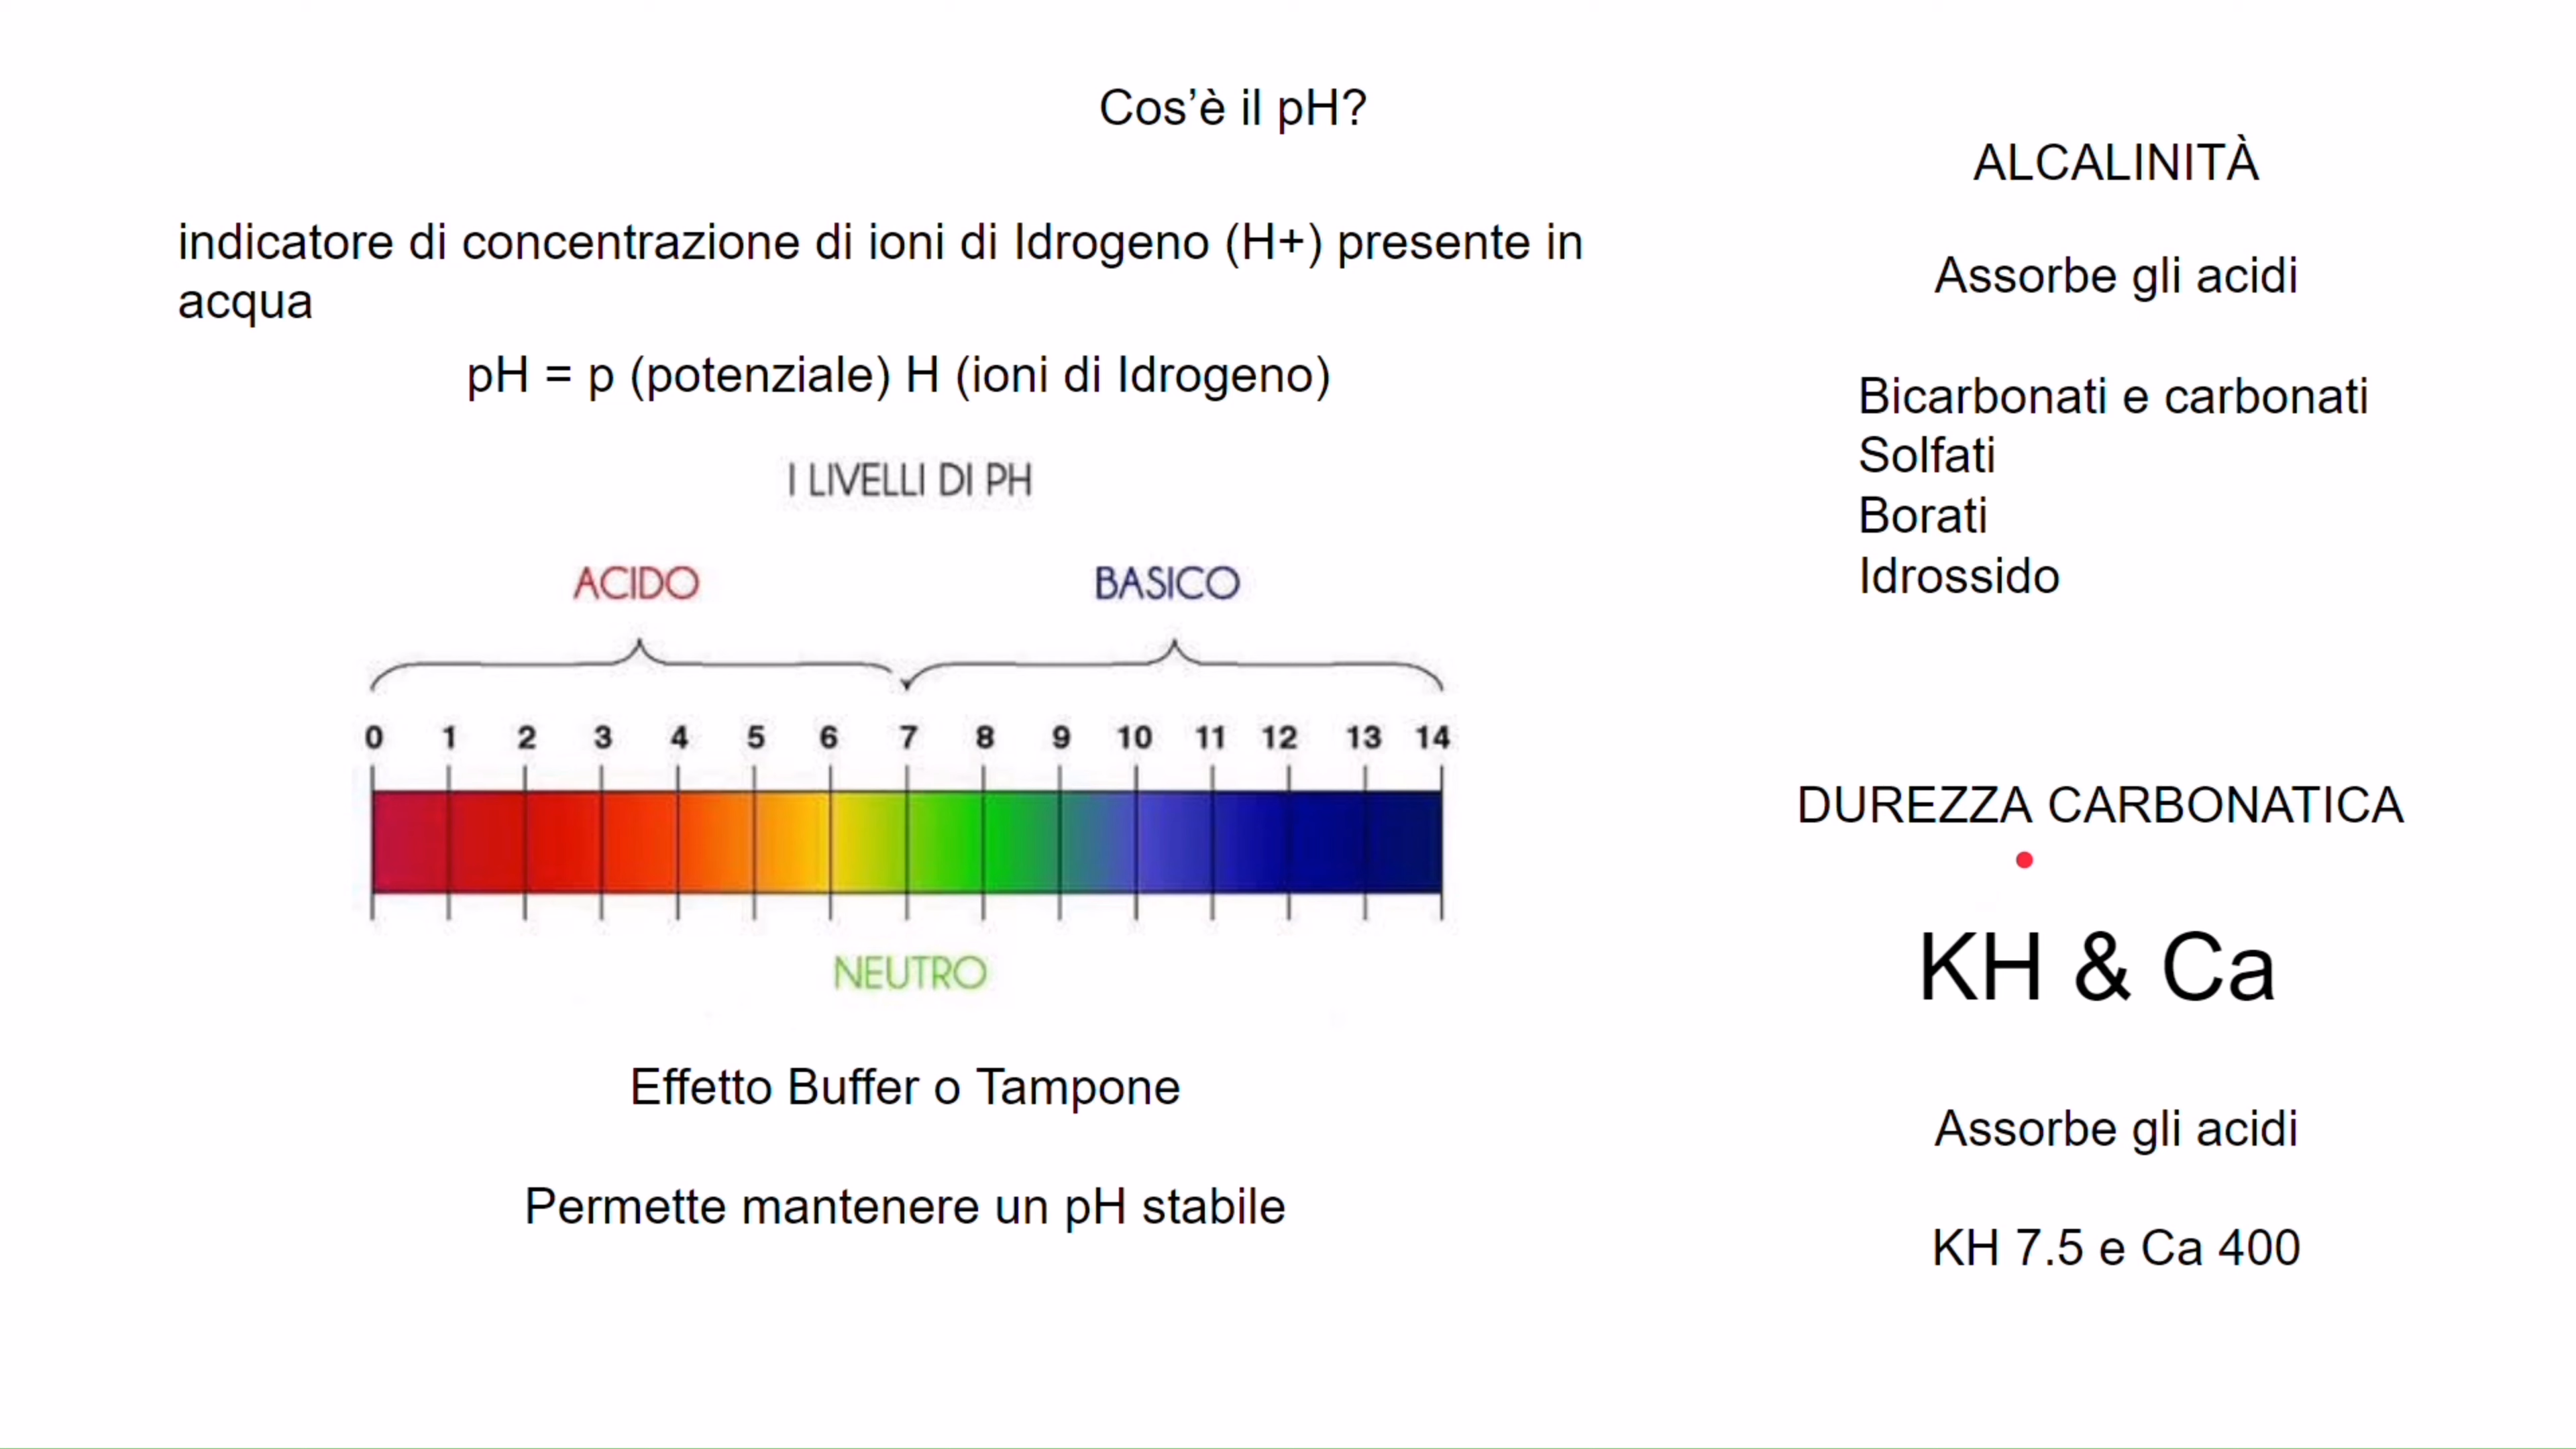 Cos’è il pH?
indicatore di concentrazione di ioni di Idrogeno (H+) presente in
acqua
pH = p (potenziale) H (ioni di Idrogeno)
I LIVELLI DI PH
ACIDO
BASICO
0 1 2 3 4 5 6 7 8 9 10 11 12 13 14
NEUTRO
Effetto Buffer o Tampone
Permette mantenere un pH stabile
ALCALINITÀ
Assorbe gli acidi
Bicarbonati e carbonati
Solfati
Borati
Idrossido
DUREZZA CARBONATICA
KH & Ca
Assorbe gli acidi
KH 7.5 e Ca 400